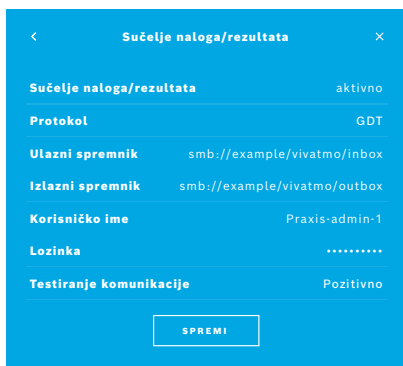 Sučelje naloga/rezultata
Sučelje naloga/rezultata aktivno
Protokol GDT
Ulazni spremnik smb://example/vivatmo/inbox
Izlazni spremnik smb://example/vivatmo/outbox
Korisničko ime Praxis-admin-1
Lozinka ••••••••••
Testiranje komunikacije Pozitivno
SPREMI